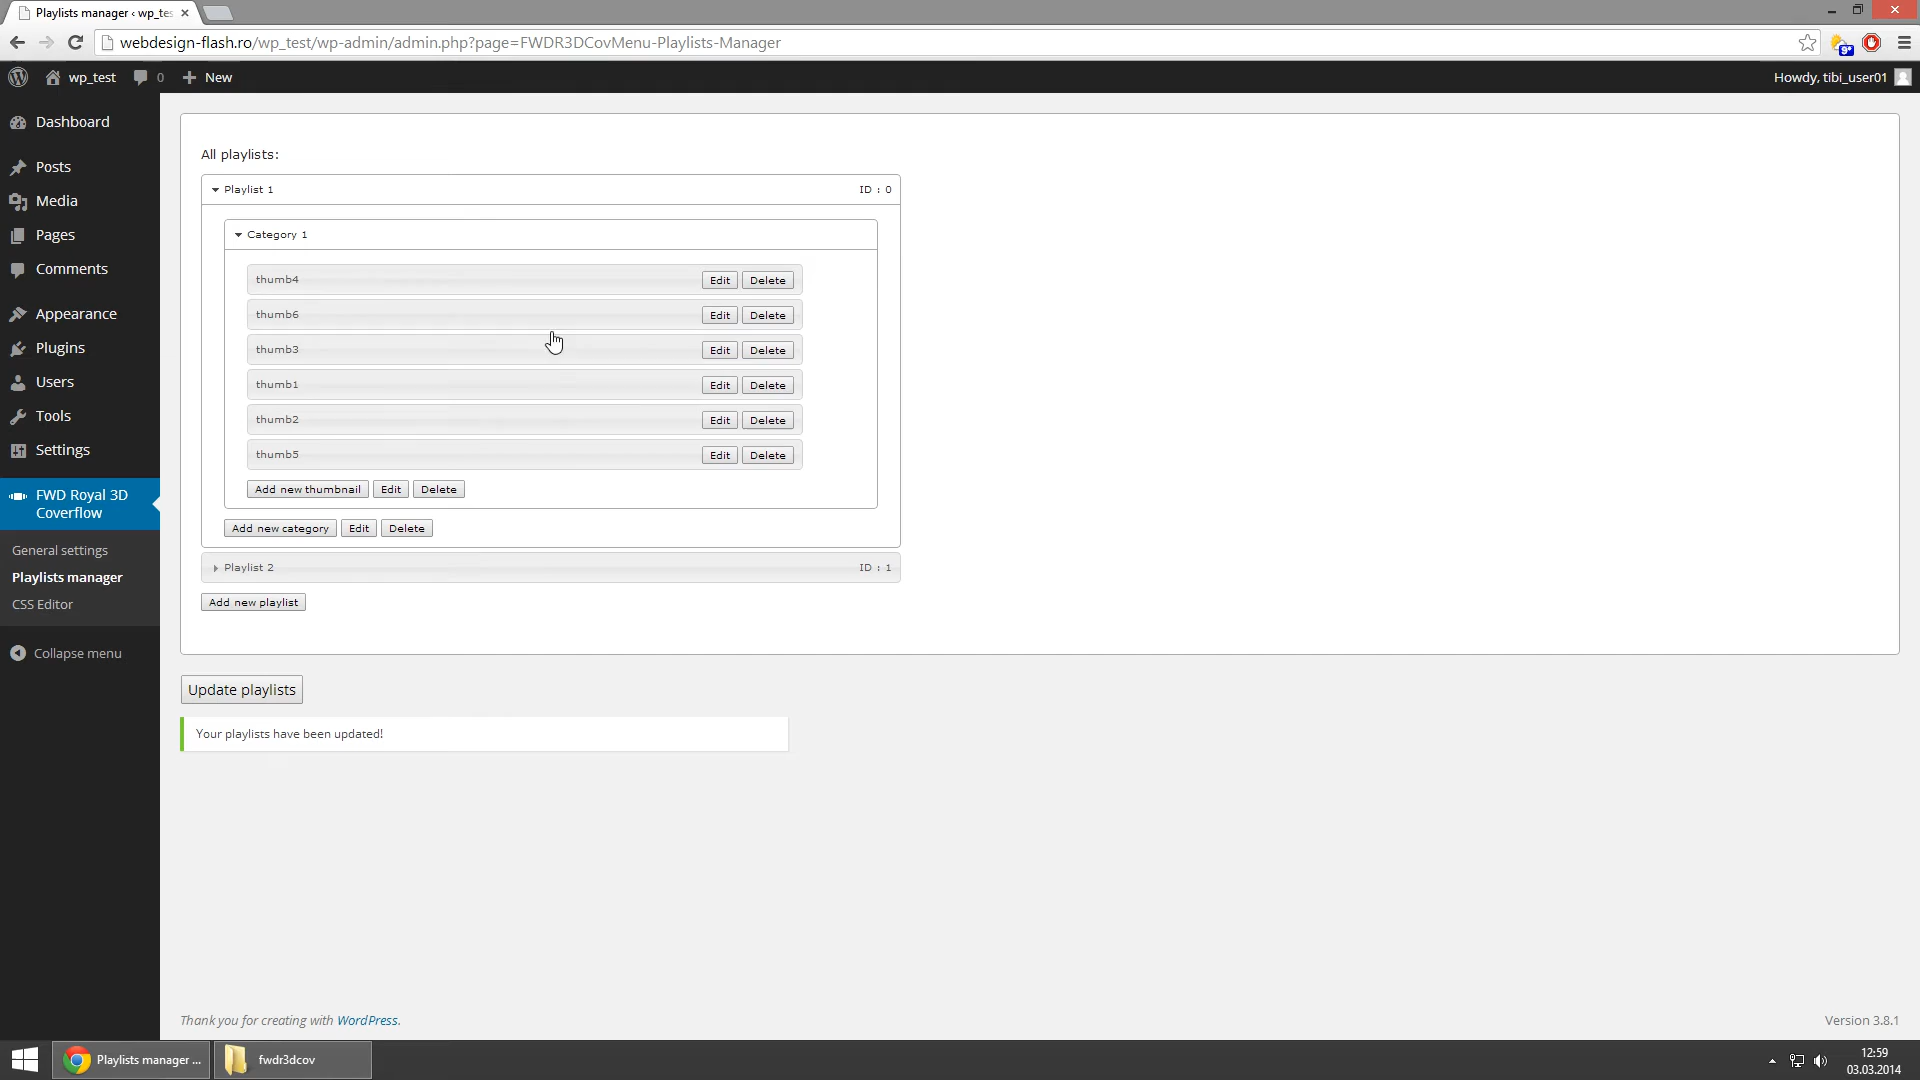 Playlists manager ‹ wp_tes
webdesign-flash.ro/wp_test/wp-admin/admin.php?page=FWDR3DCovMenu-Playlists-Manager
9°
wp_test 0 New
Howdy, tibi_user01
Dashboard
Posts
Media
Pages
Comments
Appearance
Plugins
Users
Tools
Settings
FWD Royal 3D
Coverflow
General settings
Playlists manager
CSS Editor
Collapse menu
All playlists:
Playlist 1 ID : 0
Category 1
thumb4 Edit Delete
thumb6 Edit Delete
thumb3 Edit Delete
thumb1 Edit Delete
thumb2 Edit Delete
thumb5 Edit Delete
Add new thumbnail Edit Delete
Add new category Edit Delete
Playlist 2 ID : 1
Add new playlist
Update playlists
Your playlists have been updated!
Thank you for creating with WordPress.
Version 3.8.1
Playlists manager ...
fwdr3dcov
12:59
03.03.2014